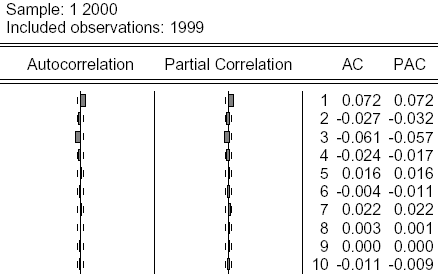 Sample: 1 2000
Included observations: 1999
Autocorrelation Partial Correlation AC PAC
1 0.072 0.072
2 -0.027 -0.032
3 -0.061 -0.057
4 -0.024 -0.017
5 0.016 0.016
6 -0.004 -0.011
7 0.022 0.022
8 0.003 0.001
9 0.000 0.000
10 -0.011 -0.009